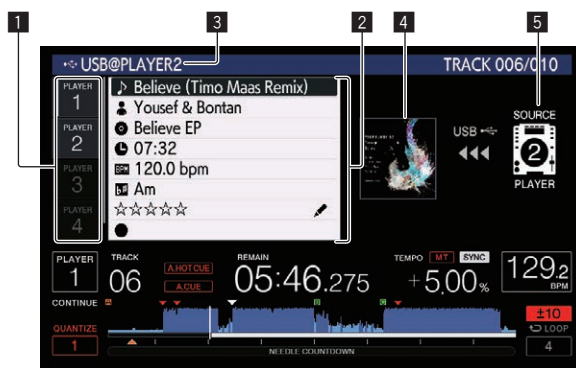 1
2
3
4
5
USB@PLAYER2
TRACK 006/010
PLAYER
1
PLAYER
2
PLAYER
3
PLAYER
4
Believe (Timo Maas Remix)
Yousef & Bontan
Believe EP
07:32
BPM 120.0 bpm
Am
☆☆☆☆☆
USB
SOURCE
2
PLAYER
PLAYER
1
CONTINUE
QUANTIZE
1
TRACK
06
A.HOT CUE
A.CUE
REMAIN
05:46.275
TEMPO MT SYNC
+5.00%
129.2
BPM
A
B
C
NEEDLE COUNTDOWN
±10
LOOP
4